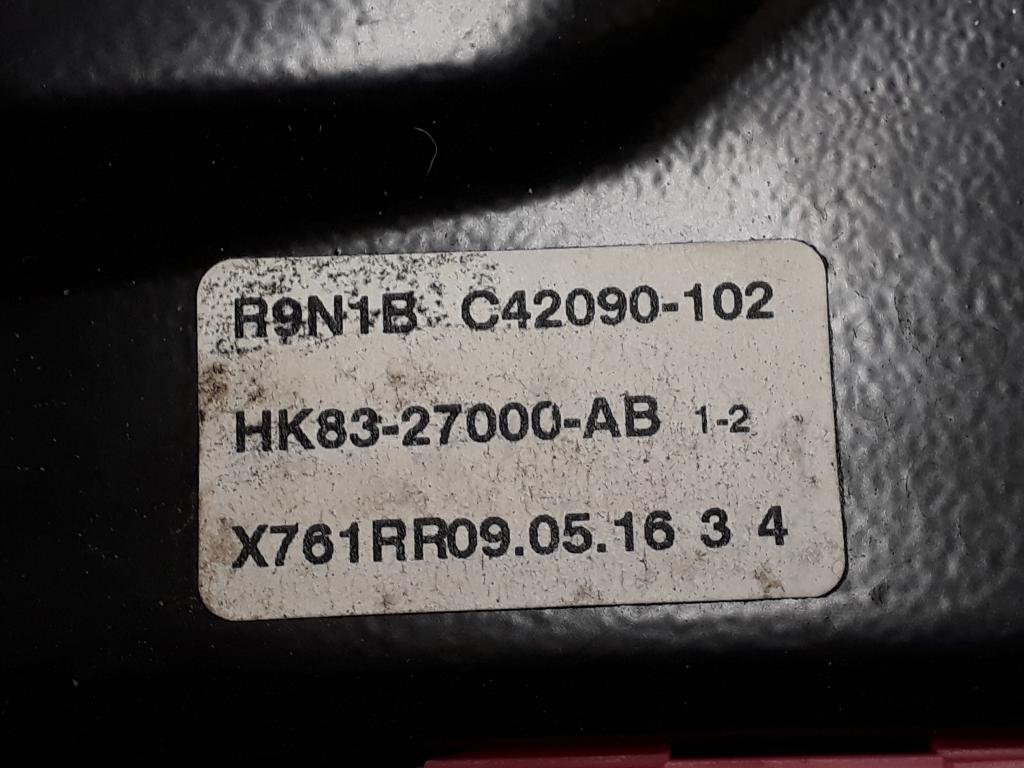 R9N1B C42090-102
HK83-27000-AB 1-2
X761RR09.05.16 3 4